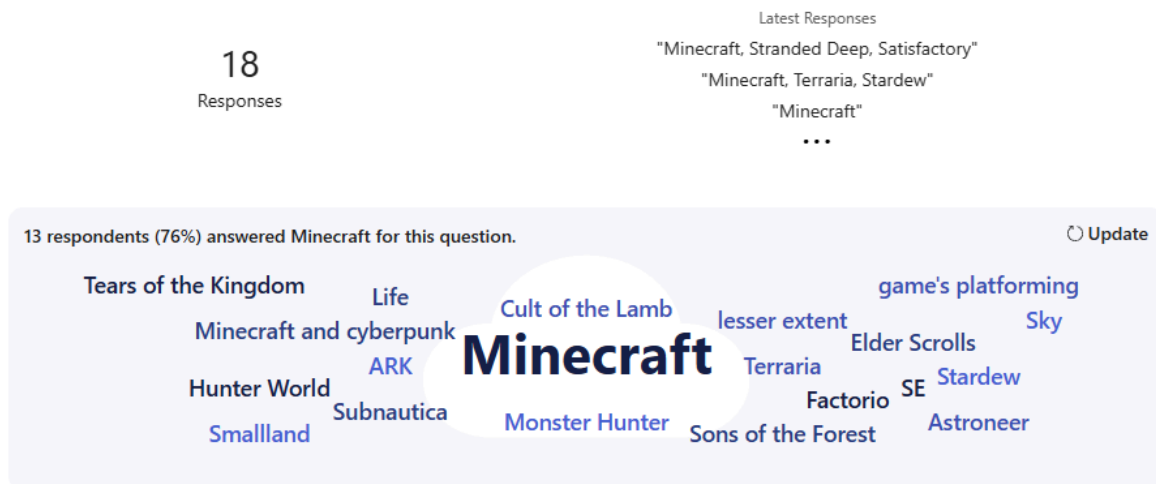 18
Responses
Latest Responses
"Minecraft, Stranded Deep, Satisfactory"
"Minecraft, Terraria, Stardew"
"Minecraft"
...
13 respondents (76%) answered Minecraft for this question.
Update
Tears of the Kingdom
Life
Minecraft and cyberpunk
ARK
Hunter World
Subnautica
Smallland
Cult of the Lamb
Minecraft
Monster Hunter
game's platforming
lesser extent
Sky
Elder Scrolls
Terraria
Stardew
SE
Factorio
Astroneer
Sons of the Forest